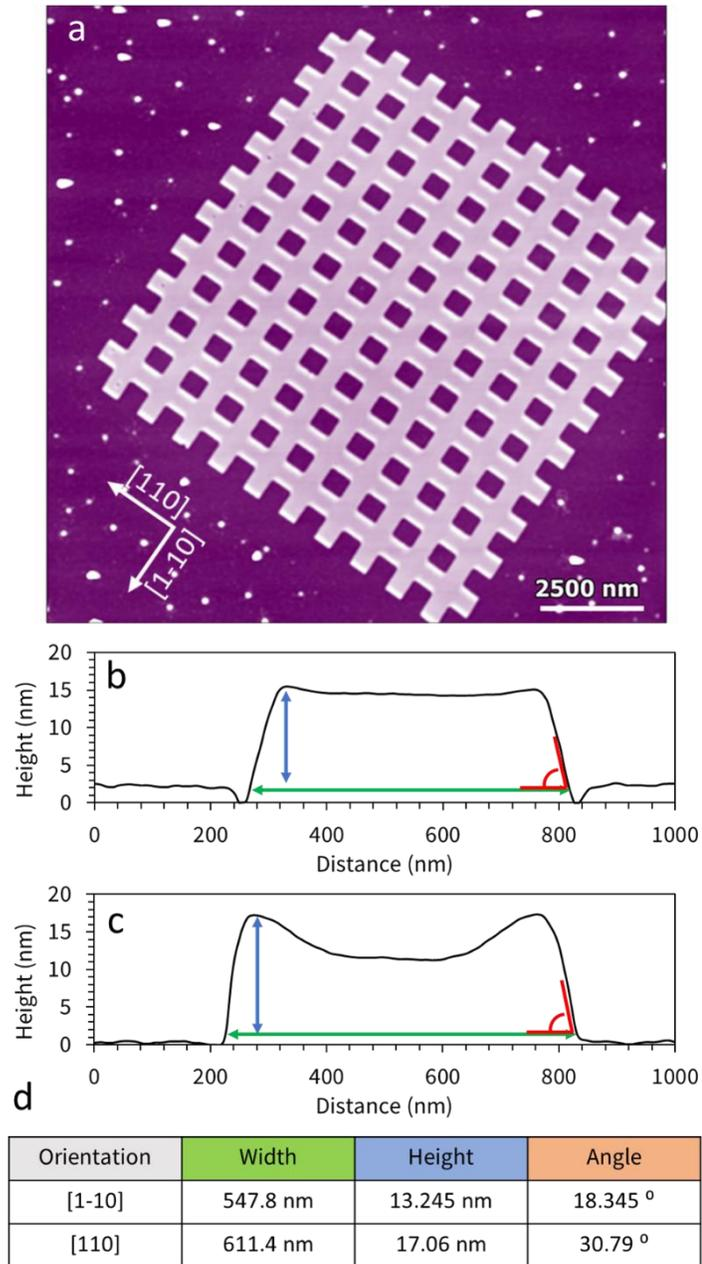 a
[110]
[1-10]
2500 nm
b
20
15
10
5
0
Height (nm)
0 200 400 600 800 1000
Distance (nm)
c
20
15
10
5
0
Height (nm)
0 200 400 600 800 1000
Distance (nm)
d
Orientation Width Height Angle
[1-10] 547.8 nm 13.245 nm 18.345 º
[110] 611.4 nm 17.06 nm 30.79 º